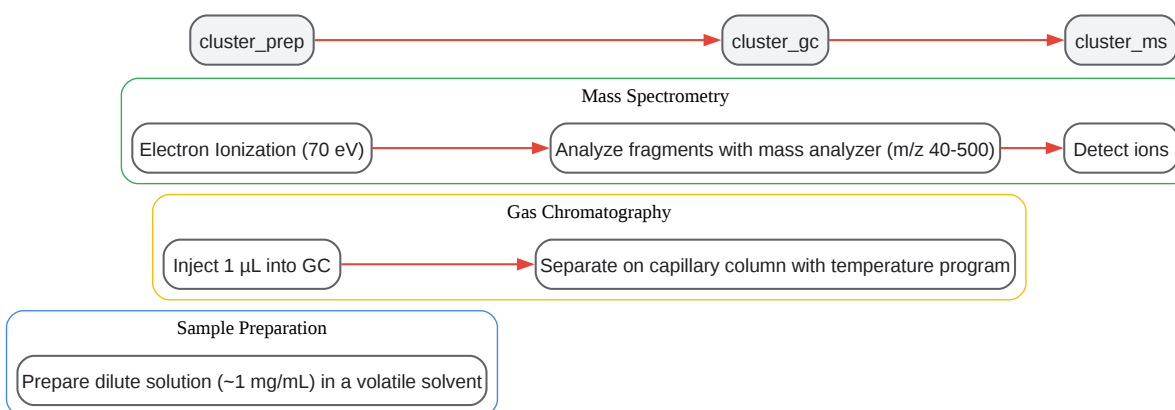 cluster_prep
cluster_gc
cluster_ms
Mass Spectrometry
Electron Ionization (70 eV)
Analyze fragments with mass analyzer (m/z 40-500)
Detect ions
Gas Chromatography
Inject 1 µL into GC
Separate on capillary column with temperature program
Sample Preparation
Prepare dilute solution (~1 mg/mL) in a volatile solvent